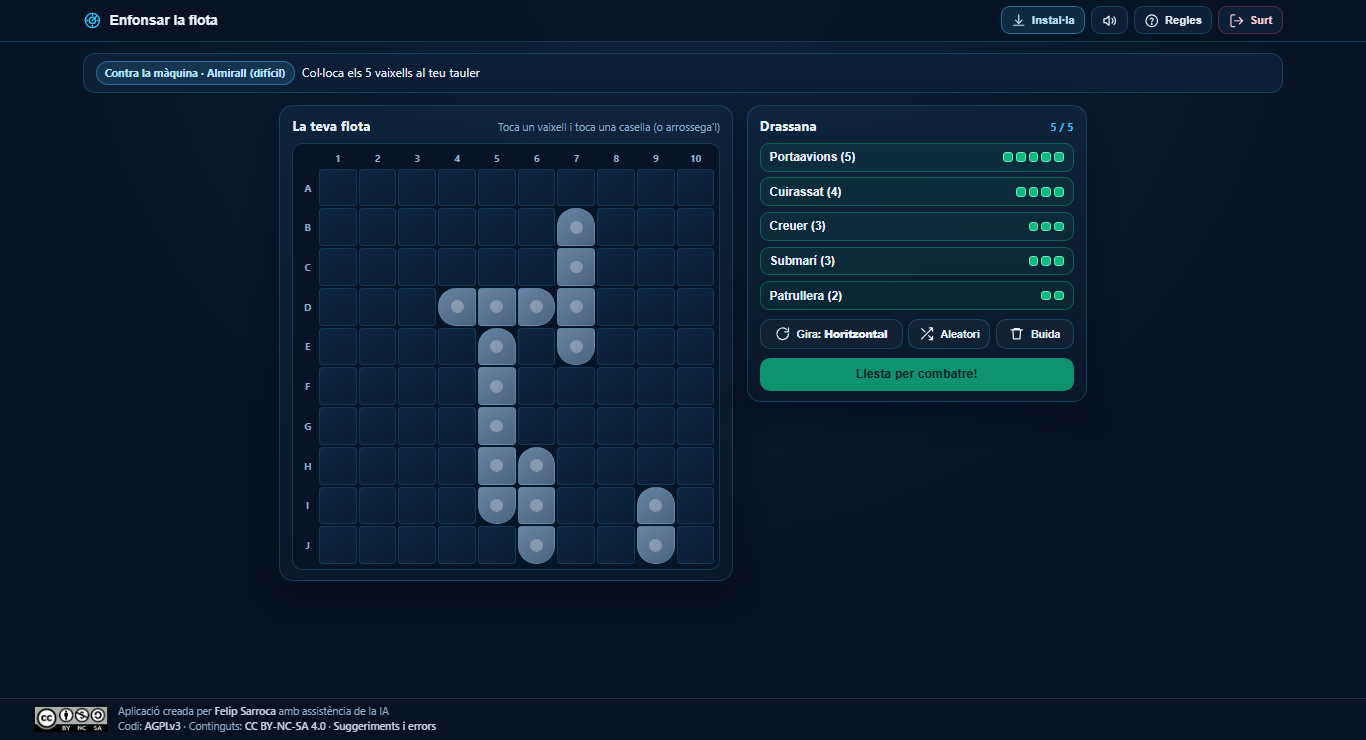 Enfonsar la flota
Instal·la
Regles
Surt
Contra la màquina · Almirall (difícil)
Col·loca els 5 vaixells al teu tauler
La teva flota
Toca un vaixell i toca una casella (o arrossega'l)
1 2 3 4 5 6 7 8 9 10
A
B
C
D
E
F
G
H
I
J
Drassana
5 / 5
Portaavions (5)
Cuirassat (4)
Creuer (3)
Submarí (3)
Patrullera (2)
Gira: Horitzontal
Aleatori
Buida
Llesta per combatre!
cc BY NC SA
Aplicació creada per Felip Sarroca amb assistència de la IA
Codi: AGPLv3 · Continguts: CC BY-NC-SA 4.0 · Suggeriments i errors